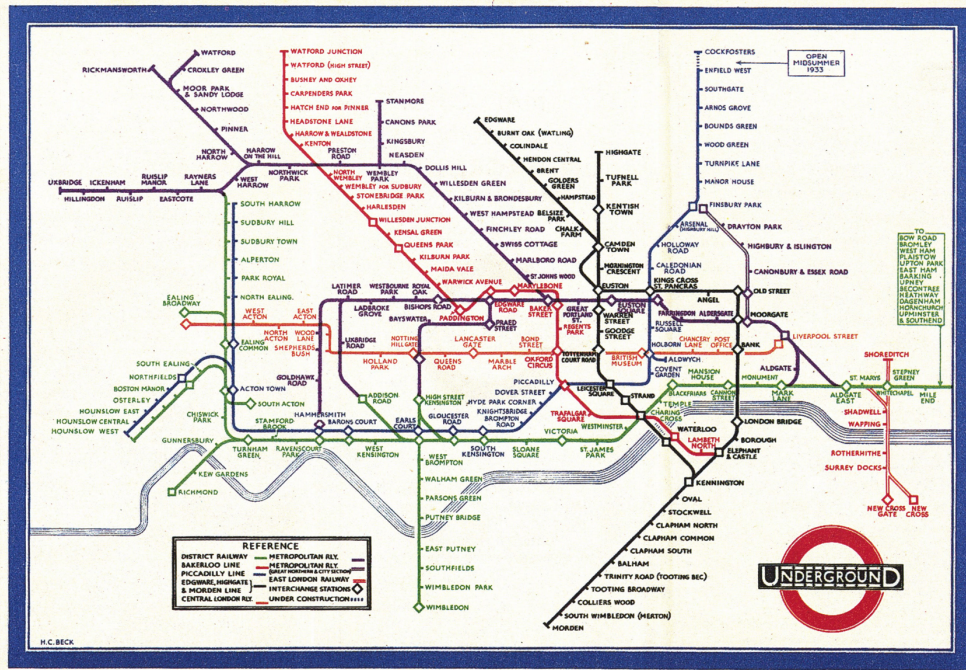 WATFORD
RICKMANSWORTH
CROXLEY GREEN
MOOR PARK
& SANDY LODGE
NORTHWOOD
PINNER
NORTH
HARROW
HARROW
ON THE HILL
NORTHWICK
PARK
PRESTON
ROAD
WEMBLEY
PARK
NEASDEN
STANMORE
CANONS PARK
KINGSBURY
DOLLIS HILL
WILLESDEN GREEN
KILBURN & BRONDESBURY
WEST HAMPSTEAD
FINCHLEY ROAD
SWISS COTTAGE
MARLBORO ROAD
ST. JOHNS WOOD
UXBRIDGE
HILLINGDON
ICKENHAM
RUISLIP
RUISLIP
MANOR
EASTCOTE
RAYNERS
LANE
WEST
HARROW
WATFORD JUNCTION
WATFORD (HIGH STREET)
BUSHEY AND OXHEY
CARPENDERS PARK
HATCH END FOR PINNER
HEADSTONE LANE
HARROW & WEALDSTONE
KENTON
NORTH
WEMBLEY
WEMBLEY FOR SUDBURY
STONEBRIDGE PARK
HARLESDEN
WILLESDEN JUNCTION
KENSAL GREEN
QUEENS PARK
KILBURN PARK
MAIDA VALE
WARWICK AVENUE
PADDINGTON
EDGWARE
ROAD
MARYLEBONE
BAKER
STREET
GREAT
PORTLAND
ST.
REGENTS
PARK
EDGWARE
BURNT OAK (WATLING)
COLINDALE
HENDON CENTRAL
BRENT
GOLDERS
GREEN
HAMPSTEAD
BELSIZE
PARK
CHALK
FARM
HIGHGATE
TUFNELL
PARK
KENTISH
TOWN
CAMDEN
TOWN
MORNINGTON
CRESCENT
EUSTON
EUSTON
SQUARE
WARREN
STREET
GOODGE
STREET
TOTTENHAM
COURT ROAD
COCKFOSTERS
OPEN
MIDSUMMER
1933
ENFIELD WEST
SOUTHGATE
ARNOS GROVE
BOUNDS GREEN
WOOD GREEN
TURNPIKE LANE
MANOR HOUSE
FINSBURY PARK
ARSENAL
(HIGHBURY HILL)
HOLLOWAY
ROAD
CALEDONIAN
ROAD
KINGS CROSS
ST. PANCRAS
DRAYTON PARK
HIGHBURY & ISLINGTON
CANONBURY & ESSEX ROAD
OLD STREET
ANGEL
MOORGATE
FARRINGDON
ALDERSGATE
RUSSELL
SQUARE
HOLBORN
CHANCERY
LANE
POST
OFFICE
BANK
LIVERPOOL STREET
ALDGATE
BRITISH
MUSEUM
ALDWYCH
COVENT
GARDEN
LEICESTER
SQUARE
STRAND
TO
BOW ROAD
BROMLEY
WEST HAM
PLAISTOW
UPTON PARK
EAST HAM
BARKING
UPNEY
BECONTREE
HEATHWAY
DAGENHAM
HORNCHURCH
UPMINSTER
& SOUTHEND
SOUTH HARROW
SUDBURY HILL
SUDBURY TOWN
ALPERTON
PARK ROYAL
NORTH EALING
EALING
BROADWAY
EALING
COMMON
WEST
ACTON
NORTH
ACTON
EAST
ACTON
WOOD
LANE
SHEPHERDS
BUSH
HOLLAND
PARK
NOTTING
HILL GATE
QUEENS
ROAD
LANCASTER
GATE
MARBLE
ARCH
BOND
STREET
OXFORD
CIRCUS
LATIMER
ROAD
LADBROKE
GROVE
WESTBOURNE
PARK
ROYAL
OAK
BISHOPS ROAD
BAYSWATER
PRAED
STREET
UXBRIDGE
ROAD
GOLDHAWK
ROAD
HAMMERSMITH
SOUTH EALING
NORTHFIELDS
BOSTON MANOR
OSTERLEY
HOUNSLOW EAST
HOUNSLOW CENTRAL
HOUNSLOW WEST
ACTON TOWN
SOUTH ACTON
CHISWICK
PARK
GUNNERSBURY
KEW GARDENS
RICHMOND
TURNHAM
GREEN
STAMFORD
BROOK
RAVENSCOURT
PARK
BARONS COURT
WEST
KENSINGTON
ADDISON
ROAD
EARLS
COURT
HIGH STREET
KENSINGTON
GLOUCESTER
ROAD
SOUTH
KENSINGTON
KNIGHTSBRIDGE
BROMPTON
ROAD
HYDE PARK CORNER
DOVER STREET
PICCADILLY
SLOANE
SQUARE
VICTORIA
ST. JAMES
PARK
WESTMINSTER
TRAFALGAR
SQUARE
CHARING
CROSS
TEMPLE
BLACKFRIARS
MANSION
HOUSE
CANNON
STREET
MONUMENT
MARK
LANE
ALDGATE
EAST
ST. MARYS
WHITECHAPEL
STEPNEY
GREEN
MILE
END
SHOREDITCH
SHADWELL
WAPPING
ROTHERHITHE
SURREY DOCKS
NEW CROSS
GATE
NEW
CROSS
WATERLOO
LAMBETH
NORTH
ELEPHANT
& CASTLE
BOROUGH
LONDON BRIDGE
KENNINGTON
OVAL
STOCKWELL
CLAPHAM NORTH
CLAPHAM COMMON
CLAPHAM SOUTH
BALHAM
TRINITY ROAD (TOOTING BEC)
TOOTING BROADWAY
COLLIERS WOOD
SOUTH WIMBLEDON (MERTON)
MORDEN
WEST
BROMPTON
WALHAM GREEN
PARSONS GREEN
PUTNEY BRIDGE
EAST PUTNEY
SOUTHFIELDS
WIMBLEDON PARK
WIMBLEDON
REFERENCE
DISTRICT RAILWAY
BAKERLOO LINE
PICCADILLY LINE
EDGWARE, HIGHGATE
& MORDEN LINE
CENTRAL LONDON RLY.
METROPOLITAN RLY.
METROPOLITAN RLY.
(GREAT NORTHERN & CITY SECTION)
EAST LONDON RAILWAY
INTERCHANGE STATIONS
UNDER CONSTRUCTION
UNDERGROUND
H.C. BECK